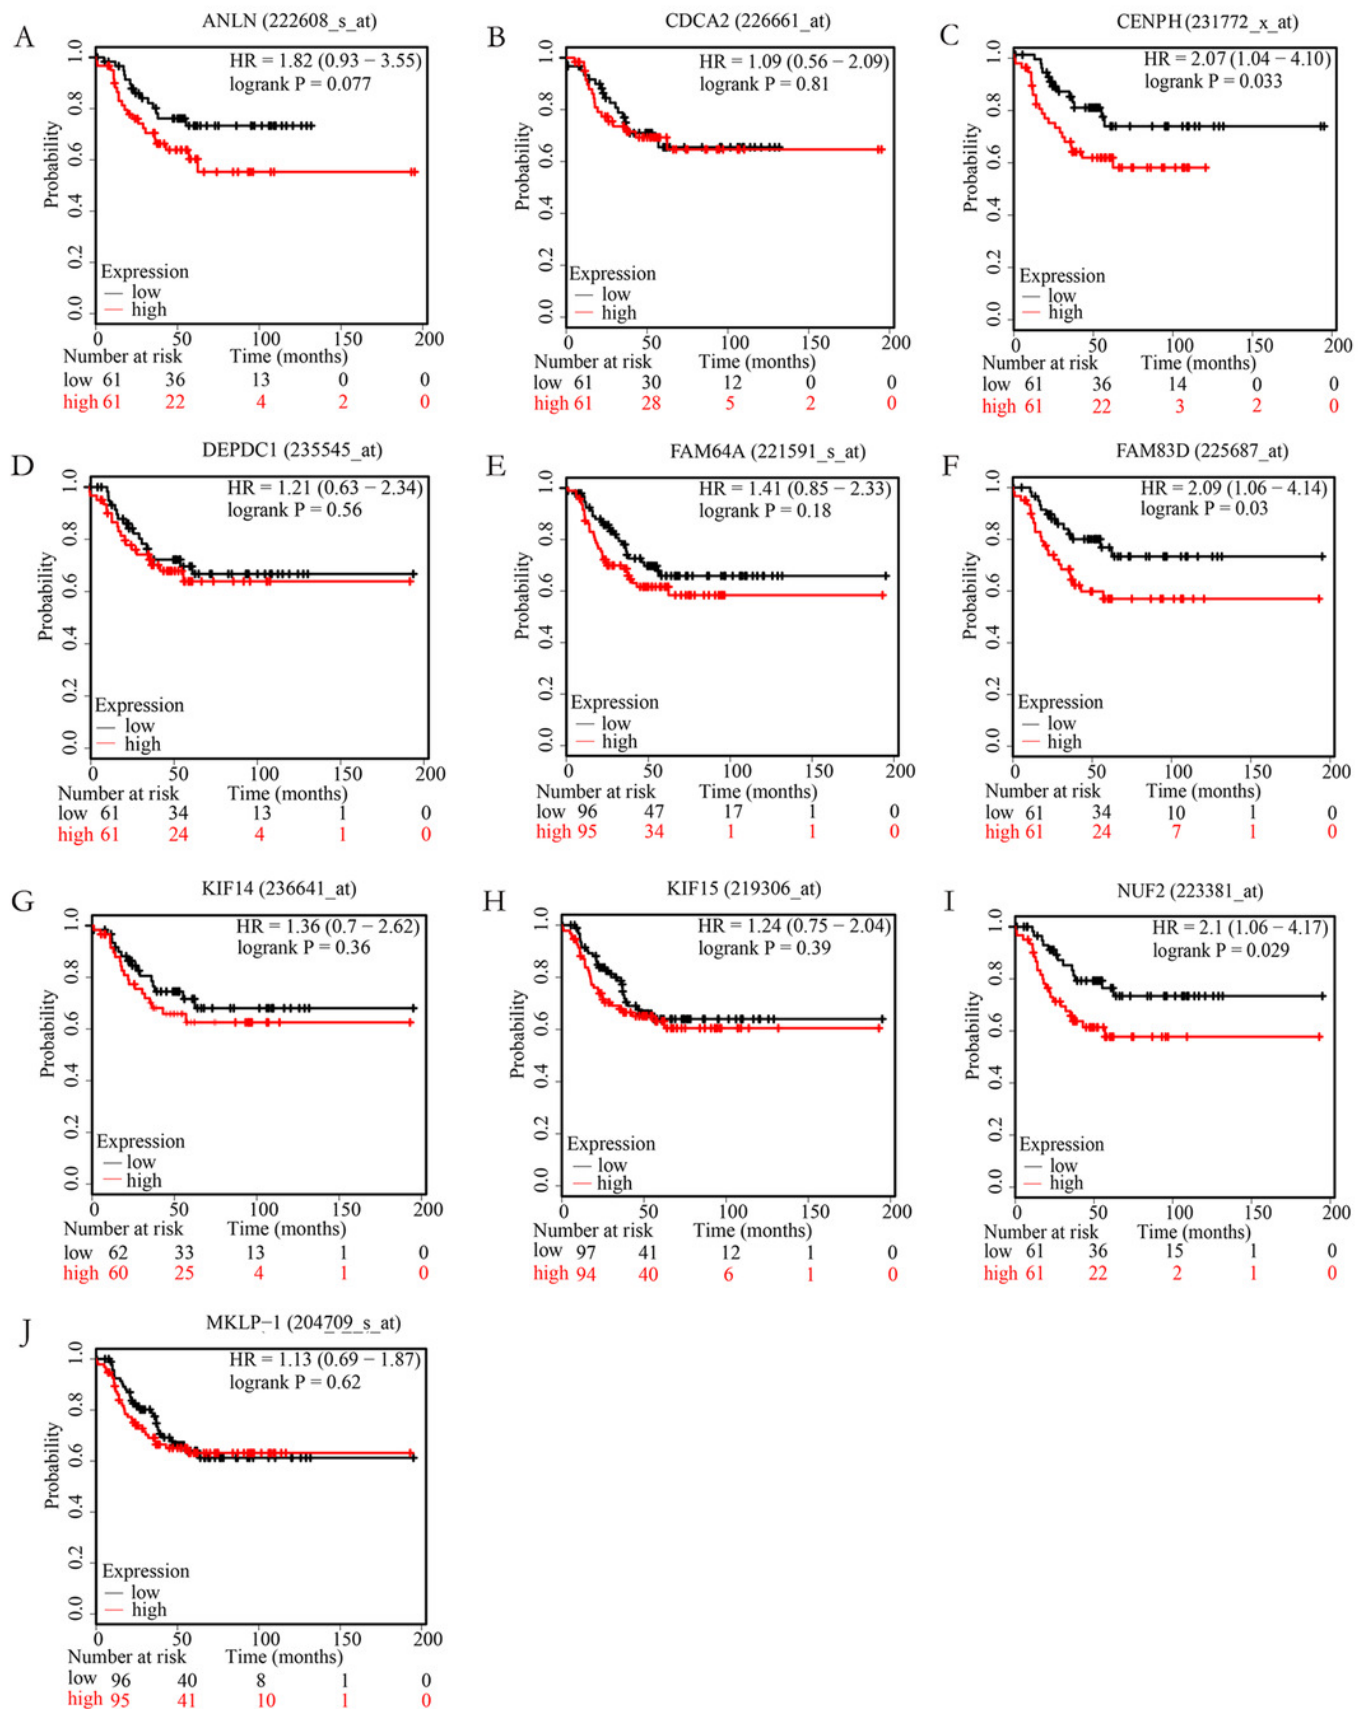 A
ANLN (222608_s_at)
HR = 1.82 (0.93 – 3.55)
logrank P = 0.077
Probability
0.0 0.2 0.4 0.6 0.8 1.0
Expression
low
high
0 50 100 150 200
Number at risk Time (months)
low 61 36 13 0 0
high 61 22 4 2 0
B
CDCA2 (226661_at)
HR = 1.09 (0.56 – 2.09)
logrank P = 0.81
Probability
0.0 0.2 0.4 0.6 0.8 1.0
Expression
low
high
0 50 100 150 200
Number at risk Time (months)
low 61 30 12 0 0
high 61 28 5 2 0
C
CENPH (231772_x_at)
HR = 2.07 (1.04 – 4.10)
logrank P = 0.033
Probability
0.0 0.2 0.4 0.6 0.8 1.0
Expression
low
high
0 50 100 150 200
Number at risk Time (months)
low 61 36 14 0 0
high 61 22 3 2 0
D
DEPDC1 (235545_at)
HR = 1.21 (0.63 – 2.34)
logrank P = 0.56
Probability
0.0 0.2 0.4 0.6 0.8 1.0
Expression
low
high
0 50 100 150 200
Number at risk Time (months)
low 61 34 13 1 0
high 61 24 4 1 0
E
FAM64A (221591_s_at)
HR = 1.41 (0.85 – 2.33)
logrank P = 0.18
Probability
0.0 0.2 0.4 0.6 0.8 1.0
Expression
low
high
0 50 100 150 200
Number at risk Time (months)
low 96 47 17 1 0
high 95 34 1 1 0
F
FAM83D (225687_at)
HR = 2.09 (1.06 – 4.14)
logrank P = 0.03
Probability
0.0 0.2 0.4 0.6 0.8 1.0
Expression
low
high
0 50 100 150 200
Number at risk Time (months)
low 61 34 10 1 0
high 61 24 7 1 0
G
KIF14 (236641_at)
HR = 1.36 (0.7 – 2.62)
logrank P = 0.36
Probability
0.0 0.2 0.4 0.6 0.8 1.0
Expression
low
high
0 50 100 150 200
Number at risk Time (months)
low 62 33 13 1 0
high 60 25 4 1 0
H
KIF15 (219306_at)
HR = 1.24 (0.75 – 2.04)
logrank P = 0.39
Probability
0.0 0.2 0.4 0.6 0.8 1.0
Expression
low
high
0 50 100 150 200
Number at risk Time (months)
low 97 41 12 1 0
high 94 40 6 1 0
I
NUF2 (223381_at)
HR = 2.1 (1.06 – 4.17)
logrank P = 0.029
Probability
0.0 0.2 0.4 0.6 0.8 1.0
Expression
low
high
0 50 100 150 200
Number at risk Time (months)
low 61 36 15 1 0
high 61 22 2 1 0
J
MKLP−1 (204709_s_at)
HR = 1.13 (0.69 – 1.87)
logrank P = 0.62
Probability
0.0 0.2 0.4 0.6 0.8 1.0
Expression
low
high
0 50 100 150 200
Number at risk Time (months)
low 96 40 8 1 0
high 95 41 10 1 0